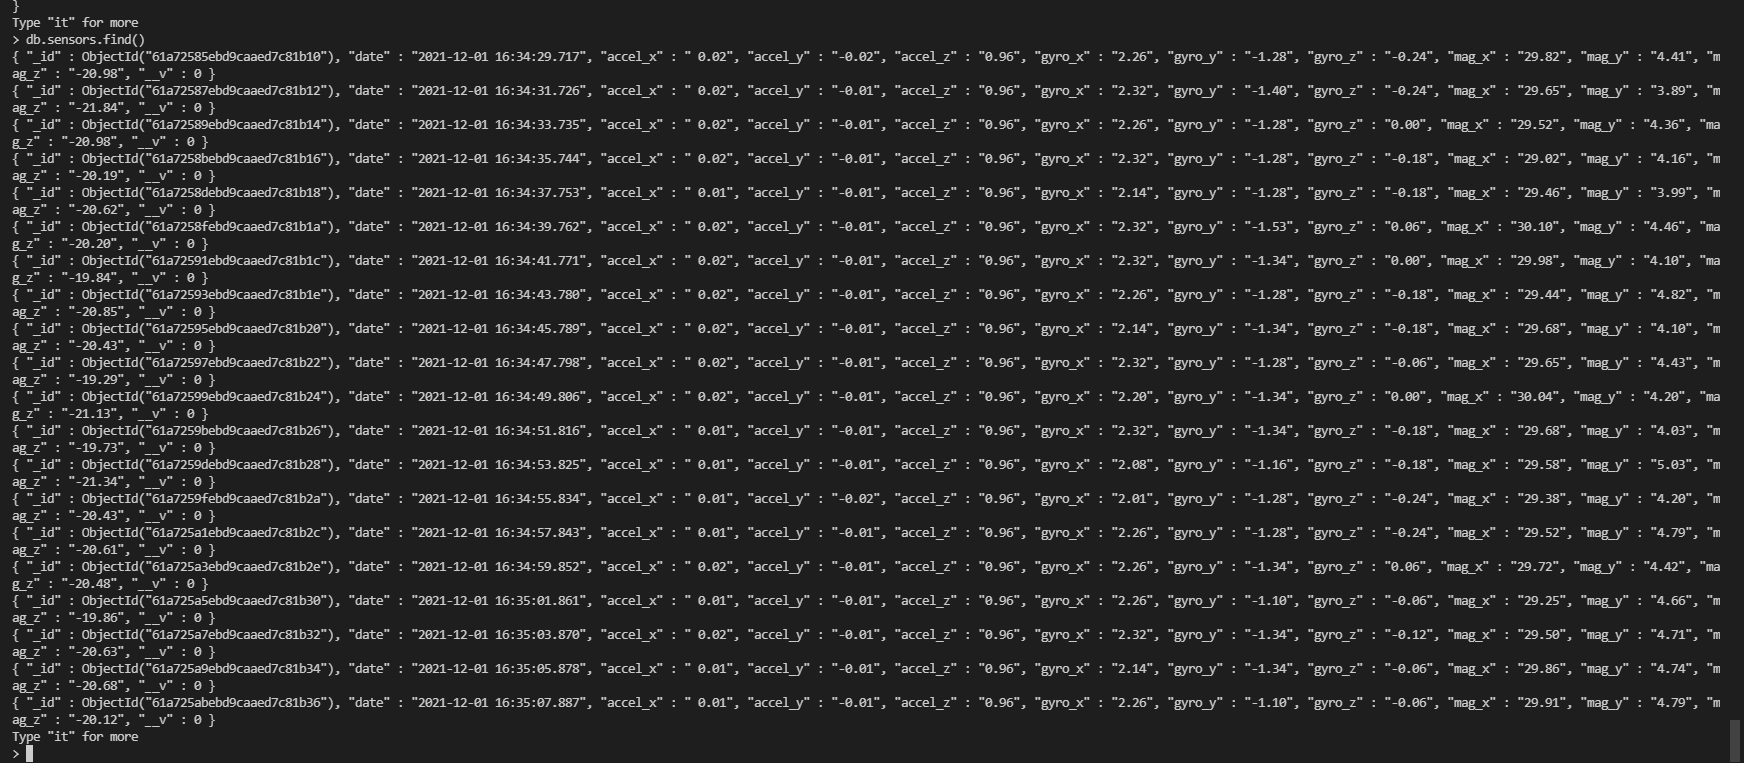 }
Type "it" for more
> db.sensors.find()
{ "_id" : ObjectId("61a72585ebd9caaed7c81b10"), "date" : "2021-12-01 16:34:29.717", "accel_x" : " 0.02", "accel_y" : "-0.02", "accel_z" : "0.96", "gyro_x" : "2.26", "gyro_y" : "-1.28", "gyro_z" : "-0.24", "mag_x" : "29.82", "mag_y" : "4.41", "m
ag_z" : "-20.98", "__v" : 0 }
{ "_id" : ObjectId("61a72587ebd9caaed7c81b12"), "date" : "2021-12-01 16:34:31.726", "accel_x" : " 0.02", "accel_y" : "-0.01", "accel_z" : "0.96", "gyro_x" : "2.32", "gyro_y" : "-1.40", "gyro_z" : "-0.24", "mag_x" : "29.65", "mag_y" : "3.89", "m
ag_z" : "-21.84", "__v" : 0 }
{ "_id" : ObjectId("61a72589ebd9caaed7c81b14"), "date" : "2021-12-01 16:34:33.735", "accel_x" : " 0.02", "accel_y" : "-0.01", "accel_z" : "0.96", "gyro_x" : "2.26", "gyro_y" : "-1.28", "gyro_z" : "0.00", "mag_x" : "29.52", "mag_y" : "4.36", "ma
g_z" : "-20.98", "__v" : 0 }
{ "_id" : ObjectId("61a7258bebd9caaed7c81b16"), "date" : "2021-12-01 16:34:35.744", "accel_x" : " 0.02", "accel_y" : "-0.01", "accel_z" : "0.96", "gyro_x" : "2.32", "gyro_y" : "-1.28", "gyro_z" : "-0.18", "mag_x" : "29.02", "mag_y" : "4.16", "m
ag_z" : "-20.19", "__v" : 0 }
{ "_id" : ObjectId("61a7258debd9caaed7c81b18"), "date" : "2021-12-01 16:34:37.753", "accel_x" : " 0.01", "accel_y" : "-0.01", "accel_z" : "0.96", "gyro_x" : "2.14", "gyro_y" : "-1.28", "gyro_z" : "-0.18", "mag_x" : "29.46", "mag_y" : "3.99", "m
ag_z" : "-20.62", "__v" : 0 }
{ "_id" : ObjectId("61a7258febd9caaed7c81b1a"), "date" : "2021-12-01 16:34:39.762", "accel_x" : " 0.02", "accel_y" : "-0.01", "accel_z" : "0.96", "gyro_x" : "2.32", "gyro_y" : "-1.53", "gyro_z" : "0.06", "mag_x" : "30.10", "mag_y" : "4.46", "ma
g_z" : "-20.20", "__v" : 0 }
{ "_id" : ObjectId("61a72591ebd9caaed7c81b1c"), "date" : "2021-12-01 16:34:41.771", "accel_x" : " 0.02", "accel_y" : "-0.01", "accel_z" : "0.96", "gyro_x" : "2.32", "gyro_y" : "-1.34", "gyro_z" : "0.00", "mag_x" : "29.98", "mag_y" : "4.10", "ma
g_z" : "-19.84", "__v" : 0 }
{ "_id" : ObjectId("61a72593ebd9caaed7c81b1e"), "date" : "2021-12-01 16:34:43.780", "accel_x" : " 0.02", "accel_y" : "-0.01", "accel_z" : "0.96", "gyro_x" : "2.26", "gyro_y" : "-1.28", "gyro_z" : "-0.18", "mag_x" : "29.44", "mag_y" : "4.82", "m
ag_z" : "-20.85", "__v" : 0 }
{ "_id" : ObjectId("61a72595ebd9caaed7c81b20"), "date" : "2021-12-01 16:34:45.789", "accel_x" : " 0.02", "accel_y" : "-0.01", "accel_z" : "0.96", "gyro_x" : "2.14", "gyro_y" : "-1.34", "gyro_z" : "-0.18", "mag_x" : "29.68", "mag_y" : "4.10", "m
ag_z" : "-20.43", "__v" : 0 }
{ "_id" : ObjectId("61a72597ebd9caaed7c81b22"), "date" : "2021-12-01 16:34:47.798", "accel_x" : " 0.02", "accel_y" : "-0.01", "accel_z" : "0.96", "gyro_x" : "2.32", "gyro_y" : "-1.28", "gyro_z" : "-0.06", "mag_x" : "29.65", "mag_y" : "4.43", "m
ag_z" : "-19.29", "__v" : 0 }
{ "_id" : ObjectId("61a72599ebd9caaed7c81b24"), "date" : "2021-12-01 16:34:49.806", "accel_x" : " 0.02", "accel_y" : "-0.01", "accel_z" : "0.96", "gyro_x" : "2.20", "gyro_y" : "-1.34", "gyro_z" : "0.00", "mag_x" : "30.04", "mag_y" : "4.20", "ma
g_z" : "-21.13", "__v" : 0 }
{ "_id" : ObjectId("61a7259bebd9caaed7c81b26"), "date" : "2021-12-01 16:34:51.816", "accel_x" : " 0.01", "accel_y" : "-0.01", "accel_z" : "0.96", "gyro_x" : "2.32", "gyro_y" : "-1.34", "gyro_z" : "-0.18", "mag_x" : "29.68", "mag_y" : "4.03", "m
ag_z" : "-19.73", "__v" : 0 }
{ "_id" : ObjectId("61a7259debd9caaed7c81b28"), "date" : "2021-12-01 16:34:53.825", "accel_x" : " 0.01", "accel_y" : "-0.01", "accel_z" : "0.96", "gyro_x" : "2.08", "gyro_y" : "-1.16", "gyro_z" : "-0.18", "mag_x" : "29.58", "mag_y" : "5.03", "m
ag_z" : "-21.34", "__v" : 0 }
{ "_id" : ObjectId("61a7259febd9caaed7c81b2a"), "date" : "2021-12-01 16:34:55.834", "accel_x" : " 0.01", "accel_y" : "-0.02", "accel_z" : "0.96", "gyro_x" : "2.01", "gyro_y" : "-1.28", "gyro_z" : "-0.24", "mag_x" : "29.38", "mag_y" : "4.20", "m
ag_z" : "-20.43", "__v" : 0 }
{ "_id" : ObjectId("61a725a1ebd9caaed7c81b2c"), "date" : "2021-12-01 16:34:57.843", "accel_x" : " 0.01", "accel_y" : "-0.01", "accel_z" : "0.96", "gyro_x" : "2.26", "gyro_y" : "-1.28", "gyro_z" : "-0.24", "mag_x" : "29.52", "mag_y" : "4.79", "m
ag_z" : "-20.61", "__v" : 0 }
{ "_id" : ObjectId("61a725a3ebd9caaed7c81b2e"), "date" : "2021-12-01 16:34:59.852", "accel_x" : " 0.02", "accel_y" : "-0.01", "accel_z" : "0.96", "gyro_x" : "2.26", "gyro_y" : "-1.34", "gyro_z" : "0.06", "mag_x" : "29.72", "mag_y" : "4.42", "ma
g_z" : "-20.48", "__v" : 0 }
{ "_id" : ObjectId("61a725a5ebd9caaed7c81b30"), "date" : "2021-12-01 16:35:01.861", "accel_x" : " 0.01", "accel_y" : "-0.01", "accel_z" : "0.96", "gyro_x" : "2.26", "gyro_y" : "-1.10", "gyro_z" : "-0.06", "mag_x" : "29.25", "mag_y" : "4.66", "m
ag_z" : "-19.86", "__v" : 0 }
{ "_id" : ObjectId("61a725a7ebd9caaed7c81b32"), "date" : "2021-12-01 16:35:03.870", "accel_x" : " 0.02", "accel_y" : "-0.01", "accel_z" : "0.96", "gyro_x" : "2.32", "gyro_y" : "-1.34", "gyro_z" : "-0.12", "mag_x" : "29.50", "mag_y" : "4.71", "m
ag_z" : "-20.63", "__v" : 0 }
{ "_id" : ObjectId("61a725a9ebd9caaed7c81b34"), "date" : "2021-12-01 16:35:05.878", "accel_x" : " 0.01", "accel_y" : "-0.01", "accel_z" : "0.96", "gyro_x" : "2.14", "gyro_y" : "-1.34", "gyro_z" : "-0.06", "mag_x" : "29.86", "mag_y" : "4.74", "m
ag_z" : "-20.68", "__v" : 0 }
{ "_id" : ObjectId("61a725abebd9caaed7c81b36"), "date" : "2021-12-01 16:35:07.887", "accel_x" : " 0.01", "accel_y" : "-0.01", "accel_z" : "0.96", "gyro_x" : "2.26", "gyro_y" : "-1.10", "gyro_z" : "-0.06", "mag_x" : "29.91", "mag_y" : "4.79", "m
ag_z" : "-20.12", "__v" : 0 }
Type "it" for more
>